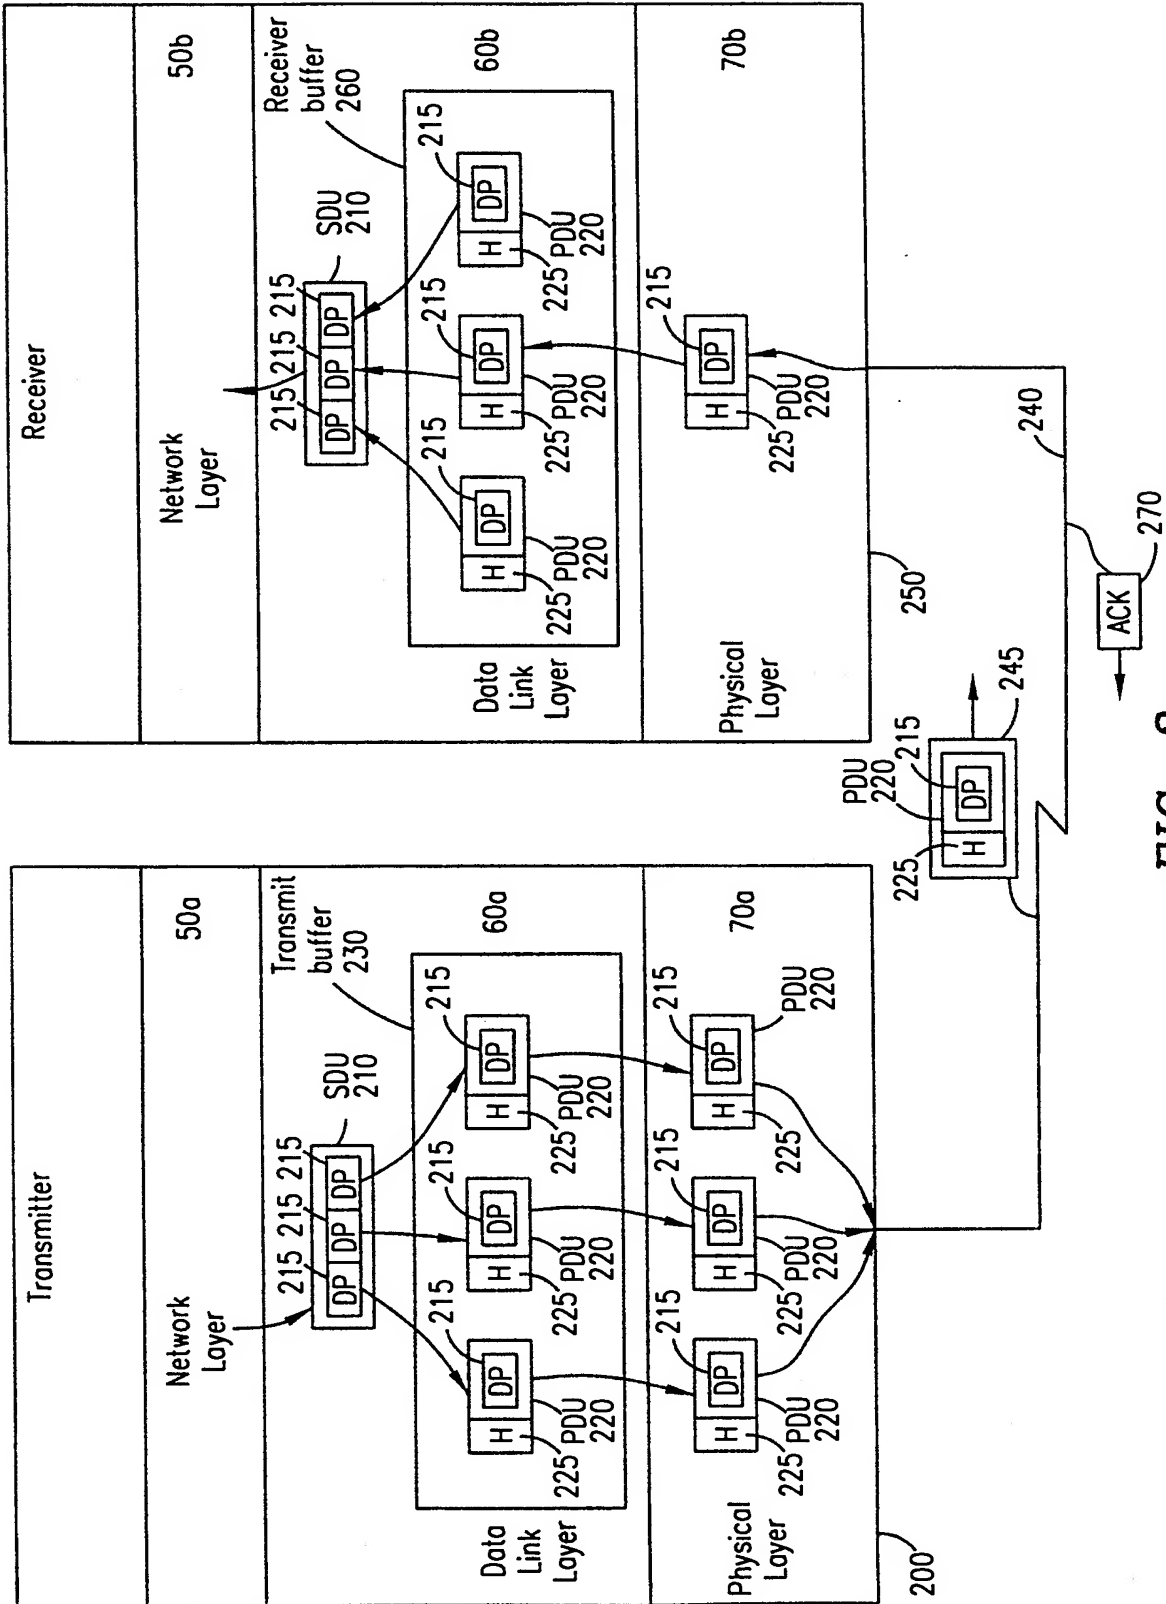 Transmitter
Network
Layer
50a
215
215
215
SDU
210
DP
DP
DP
Transmit
buffer
230
Data
Link
Layer
60a
215
H
DP
225
PDU
220
215
H
DP
225
PDU
220
215
H
DP
225
PDU
220
Physical
Layer
70a
215
H
DP
225
PDU
220
215
H
DP
225
PDU
220
215
H
DP
225
PDU
220
200
Receiver
Network
Layer
50b
215
215
215
SDU
210
DP
DP
DP
Receiver
buffer
260
Data
Link
Layer
60b
215
H
DP
225
PDU
220
215
H
DP
225
PDU
220
215
H
DP
225
PDU
220
Physical
Layer
70b
215
H
DP
225
PDU
220
250
PDU
220
225
215
H
DP
245
240
ACK
270